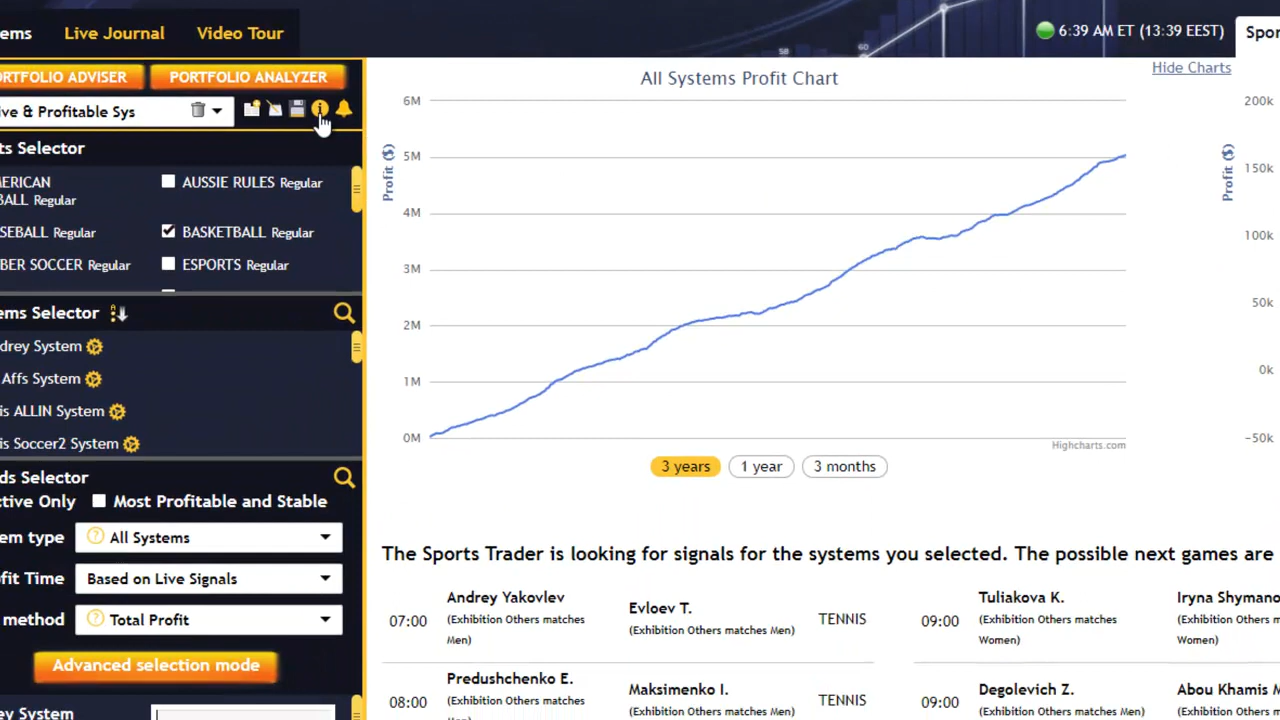 ems
Live Journal
Video Tour
58
60
6:39 AM ET (13:39 EEST)
Spor
ORTFOLIO ADVISER
PORTFOLIO ANALYZER
ive & Profitable Sys
ts Selector
ERICAN
BALL Regular
AUSSIE RULES Regular
SEBALL Regular
BASKETBALL Regular
BER SOCCER Regular
ESPORTS Regular
ems Selector
drey System
Affs System
is ALLIN System
is Soccer2 System
ds Selector
ctive Only
Most Profitable and Stable
em type
All Systems
fit Time
Based on Live Signals
method
Total Profit
Advanced selection mode
ey System
All Systems Profit Chart
Hide Charts
Profit ($)
6M
5M
4M
3M
2M
1M
0M
Highcharts.com
3 years
1 year
3 months
Profit ($)
200k
150k
100k
50k
0k
-50k
The Sports Trader is looking for signals for the systems you selected. The possible next games are
07:00
Andrey Yakovlev
(Exhibition Others matches
Men)
Evloev T.
(Exhibition Others matches Men)
TENNIS
09:00
Tuliakova K.
(Exhibition Others matches
Women)
Iryna Shymano
(Exhibition Othe
Women)
08:00
Predushchenko E.
(Exhibition Others matches
Maksimenko I.
(Exhibition Others matches Men)
TENNIS
09:00
Degolevich Z.
(Exhibition Others matches Men)
Abou Khamis M
(Exhibition Othe